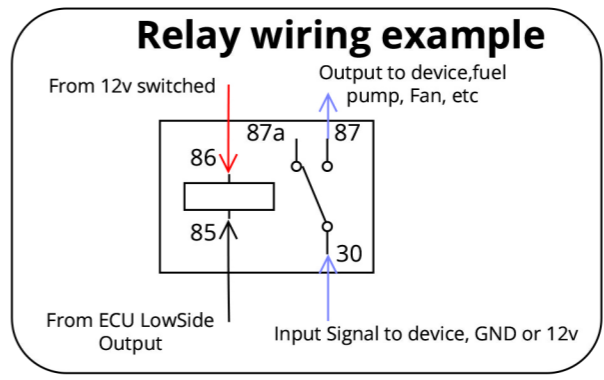 Relay wiring example
From 12v switched
Output to device,fuel
pump, Fan, etc
87a
87
86
85
30
From ECU LowSide
Output
Input Signal to device, GND or 12v